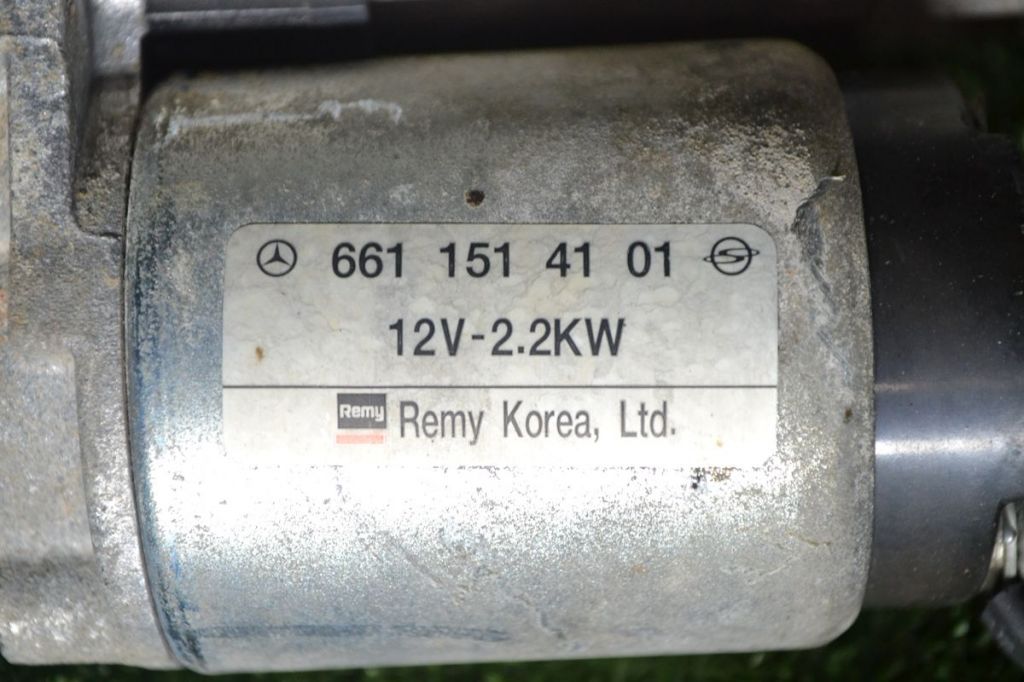 661 151 41 01
12V-2.2KW
Remy Remy Korea, Ltd.